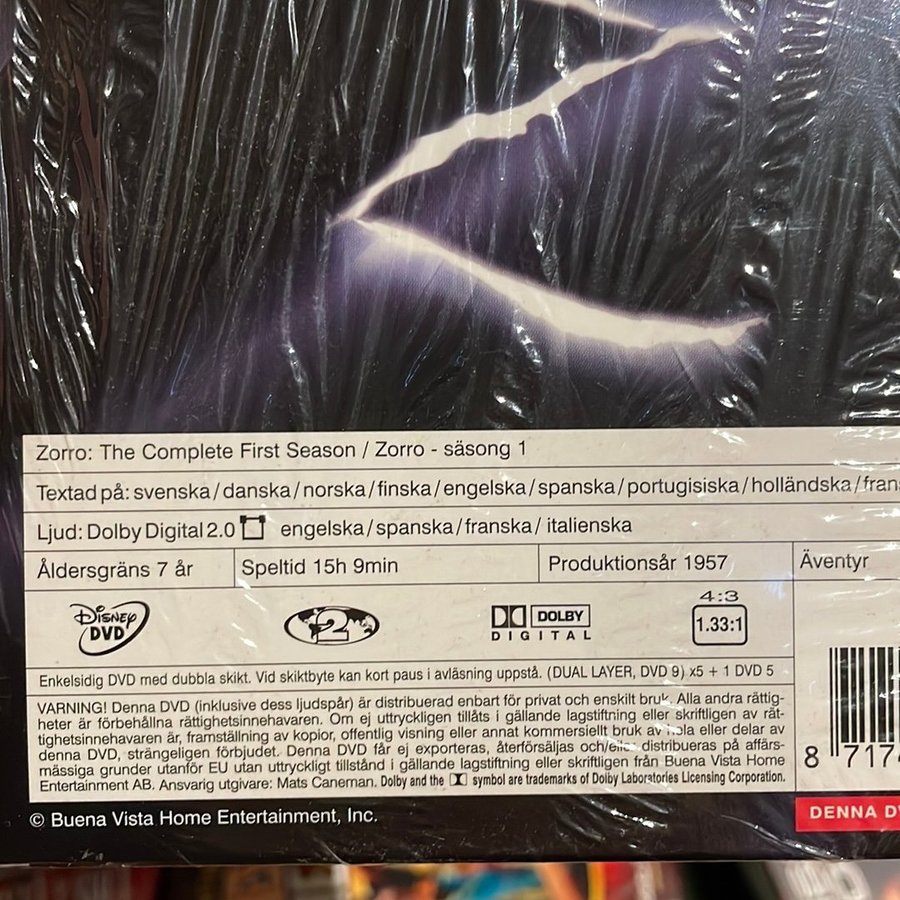 Zorro: The Complete First Season / Zorro - säsong 1
Textad på: svenska/danska/norska/finska/engelska/spanska/portugisiska/holländska/fran
Ljud: Dolby Digital 2.0 engelska/spanska/franska/italienska
Åldersgräns 7 år Speltid 15h 9min Produktionsår 1957 Äventyr
DISNEY DVD 2 DOLBY DIGITAL 4:3 1.33:1
Enkelsidig DVD med dubbla skikt. Vid skiktbyte kan kort paus i avläsning uppstå. (DUAL LAYER, DVD 9) x5 + 1 DVD 5
VARNING! Denna DVD (inklusive dess ljudspår) är distribuerad enbart för privat och enskilt bruk. Alla andra rättig-
heter är förbehållna rättighetsinnehavaren. Om ej uttryckligen tillåts i gällande lagstiftning eller skriftligen av rät-
tighetsinnehavaren är, framställning av kopior, offentlig visning eller annat kommersiellt bruk av hela eller delar av
denna DVD, strängeligen förbjudet. Denna DVD får ej exporteras, återförsäljas och/eller distribueras på affärs-
mässiga grunder utanför EU utan uttryckligt tillstånd i gällande lagstiftning eller skriftligen från Buena Vista Home
Entertainment AB. Ansvarig utgivare: Mats Caneman. Dolby and the symbol are trademarks of Dolby Laboratories Licensing Corporation.
8 7174
© Buena Vista Home Entertainment, Inc.
DENNA DV